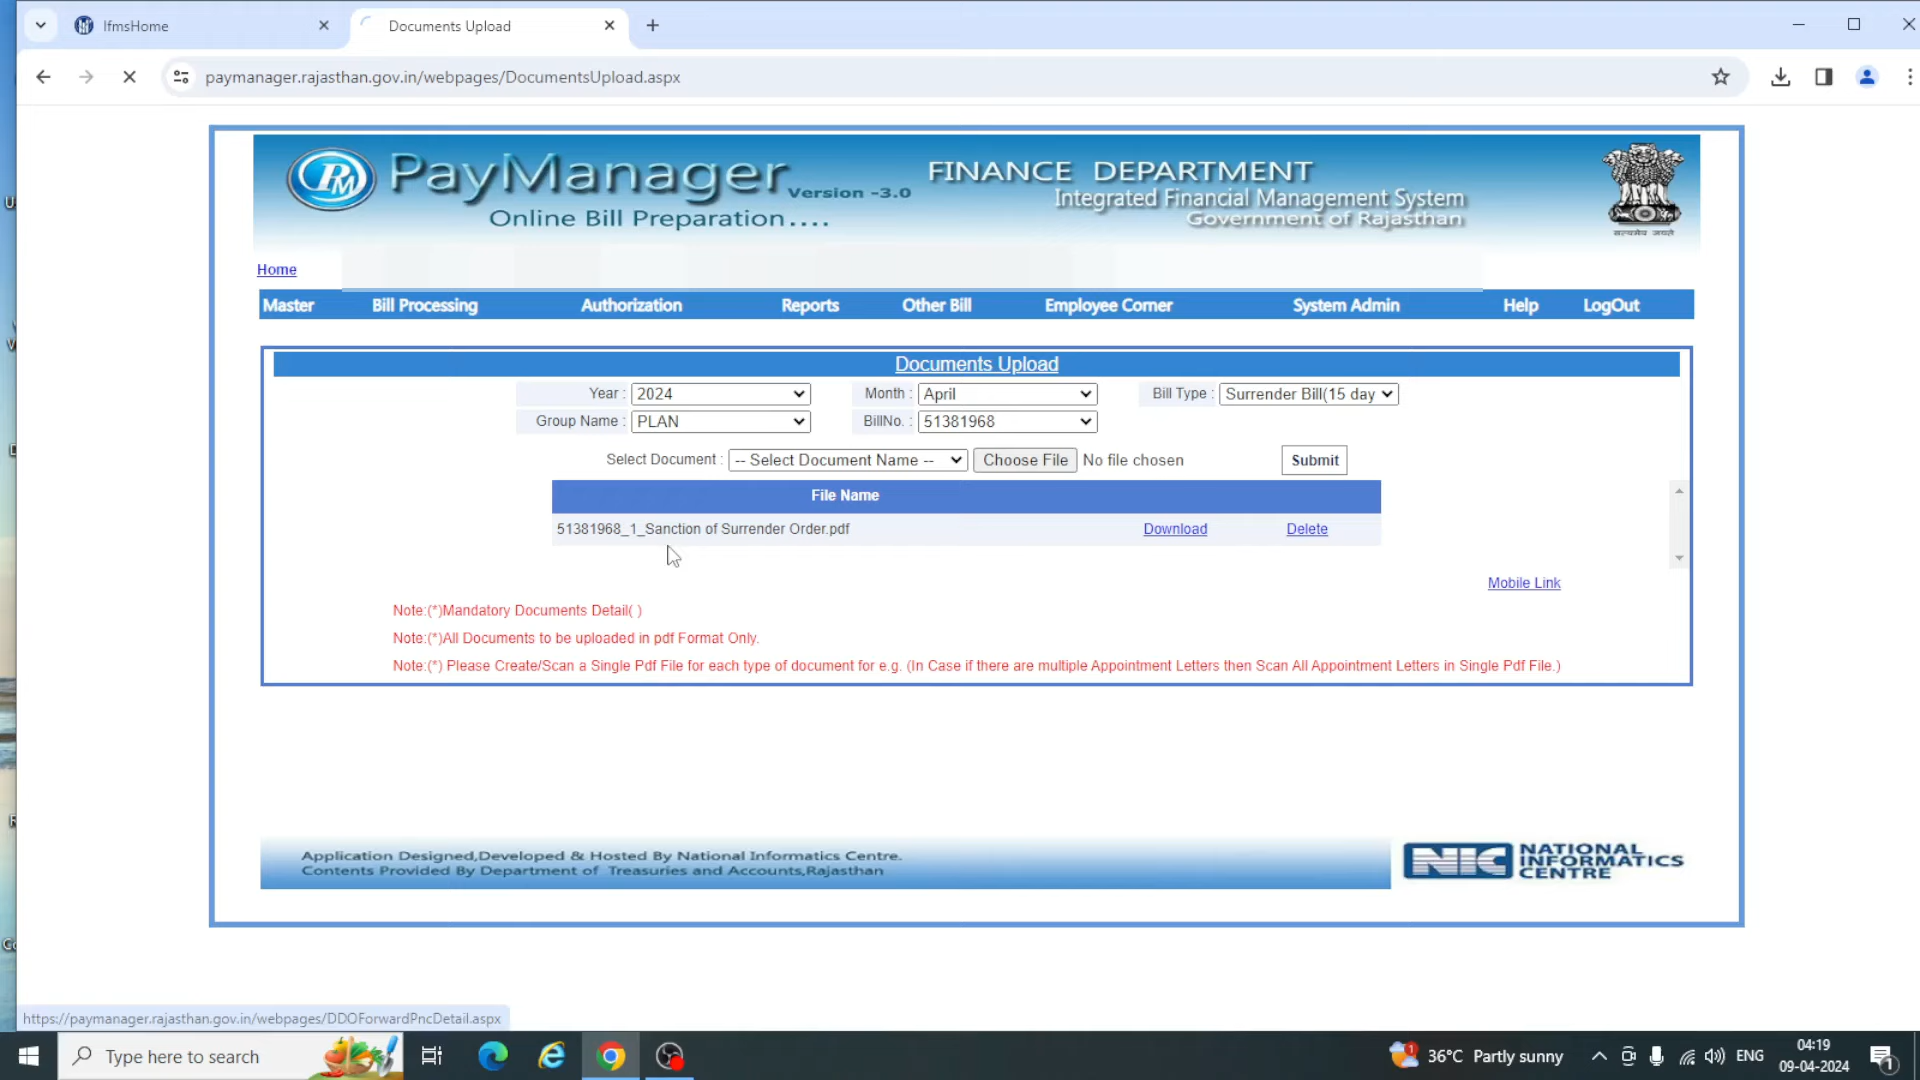 IfmsHome
Documents Upload
paymanager.rajasthan.gov.in/webpages/DocumentsUpload.aspx
PM PayManager Version -3.0
Online Bill Preparation....
FINANCE DEPARTMENT
Integrated Financial Management System
Government of Rajasthan
सत्यमेव जयते
Home
Master Bill Processing Authorization Reports Other Bill Employee Corner System Admin Help LogOut
Documents Upload
Year : 2024 Month : April Bill Type : Surrender Bill(15 day
Group Name : PLAN BillNo. : 51381968
Select Document : -- Select Document Name -- Choose File No file chosen Submit
File Name
51381968_1_Sanction of Surrender Order.pdf Download Delete
Mobile Link
Note:(*)Mandatory Documents Detail( )
Note:(*)All Documents to be uploaded in pdf Format Only.
Note:(*) Please Create/Scan a Single Pdf File for each type of document for e.g. (In Case if there are multiple Appointment Letters then Scan All Appointment Letters in Single Pdf File.)
Application Designed,Developed & Hosted By National Informatics Centre.
Contents Provided By Department of Treasuries and Accounts,Rajasthan
NIC NATIONAL
INFORMATICS
CENTRE
https://paymanager.rajasthan.gov.in/webpages/DDOForwardPncDetail.aspx
Type here to search
1
36°C Partly sunny
ENG
04:19
09-04-2024
1